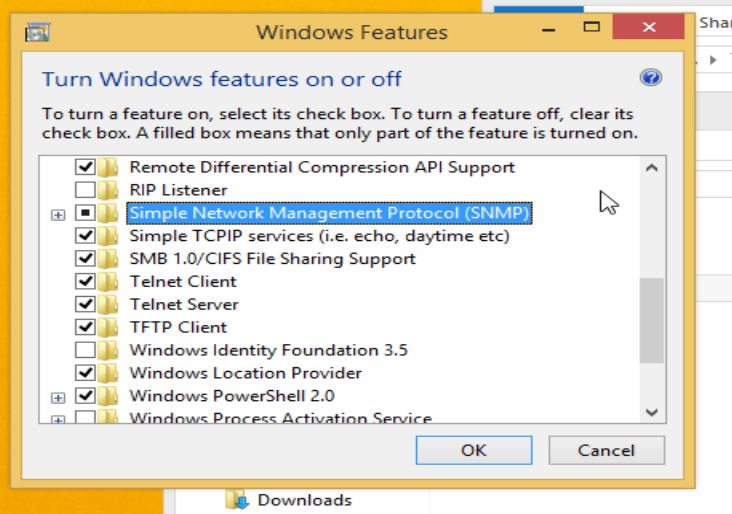 Windows Features
Shar
Turn Windows features on or off
To turn a feature on, select its check box. To turn a feature off, clear its
check box. A filled box means that only part of the feature is turned on.
Remote Differential Compression API Support
RIP Listener
Simple Network Management Protocol (SNMP)
Simple TCPIP services (i.e. echo, daytime etc)
SMB 1.0/CIFS File Sharing Support
Telnet Client
Telnet Server
TFTP Client
Windows Identity Foundation 3.5
Windows Location Provider
Windows PowerShell 2.0
Windows Process Activation Service
OK
Cancel
Downloads